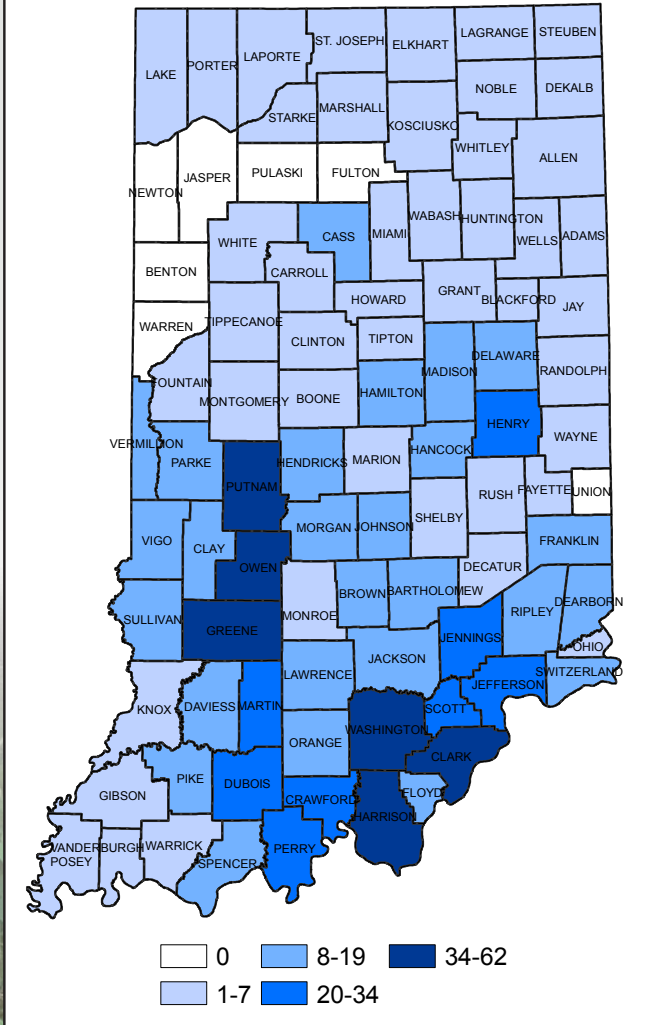 ST. JOSEPH
LAGRANGE
STEUBEN
ELKHART
LAPORTE
PORTER
LAKE
NOBLE
DEKALB
MARSHALL
STARKE
KOSCIUSKO
WHITLEY
ALLEN
PULASKI
FULTON
JASPER
NEWTON
WABASH
HUNTINGTON
MIAMI
CASS
WHITE
WELLS
ADAMS
BENTON
CARROLL
GRANT
HOWARD
BLACKFORD
JAY
WARREN
TIPPECANOE
CLINTON
TIPTON
DELAWARE
MADISON
RANDOLPH
FOUNTAIN
MONTGOMERY
BOONE
HAMILTON
HENRY
WAYNE
VERMILLION
PARKE
HENDRICKS
MARION
HANCOCK
PUTNAM
RUSH
FAYETTE
UNION
SHELBY
MORGAN
JOHNSON
VIGO
CLAY
FRANKLIN
OWEN
DECATUR
BROWN
BARTHOLOMEW
DEARBORN
RIPLEY
MONROE
SULLIVAN
GREENE
JENNINGS
OHIO
JACKSON
SWITZERLAND
LAWRENCE
JEFFERSON
KNOX
DAVIESS
MARTIN
SCOTT
WASHINGTON
ORANGE
CLARK
PIKE
DUBOIS
FLOYD
GIBSON
CRAWFORD
HARRISON
VANDER
BURGH
WARRICK
PERRY
POSEY
SPENCER
0
8-19
34-62
1-7
20-34